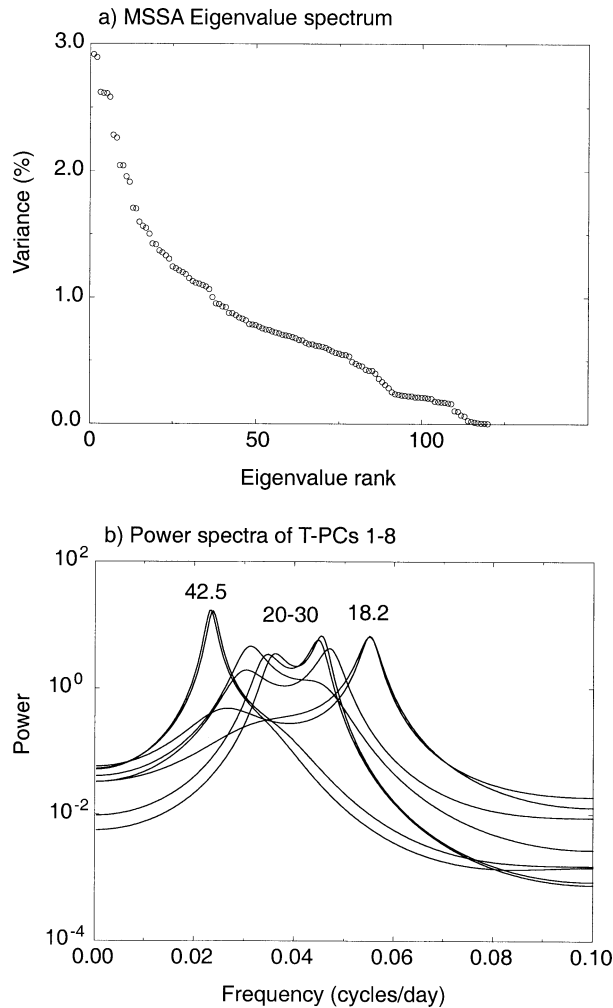 a) MSSA Eigenvalue spectrum
3.0
2.0
1.0
0.0
Variance (%)
0 50 100
Eigenvalue rank
b) Power spectra of T-PCs 1-8
10^2
10^0
10^-2
10^-4
Power
42.5 20-30 18.2
0.00 0.02 0.04 0.06 0.08 0.10
Frequency (cycles/day)